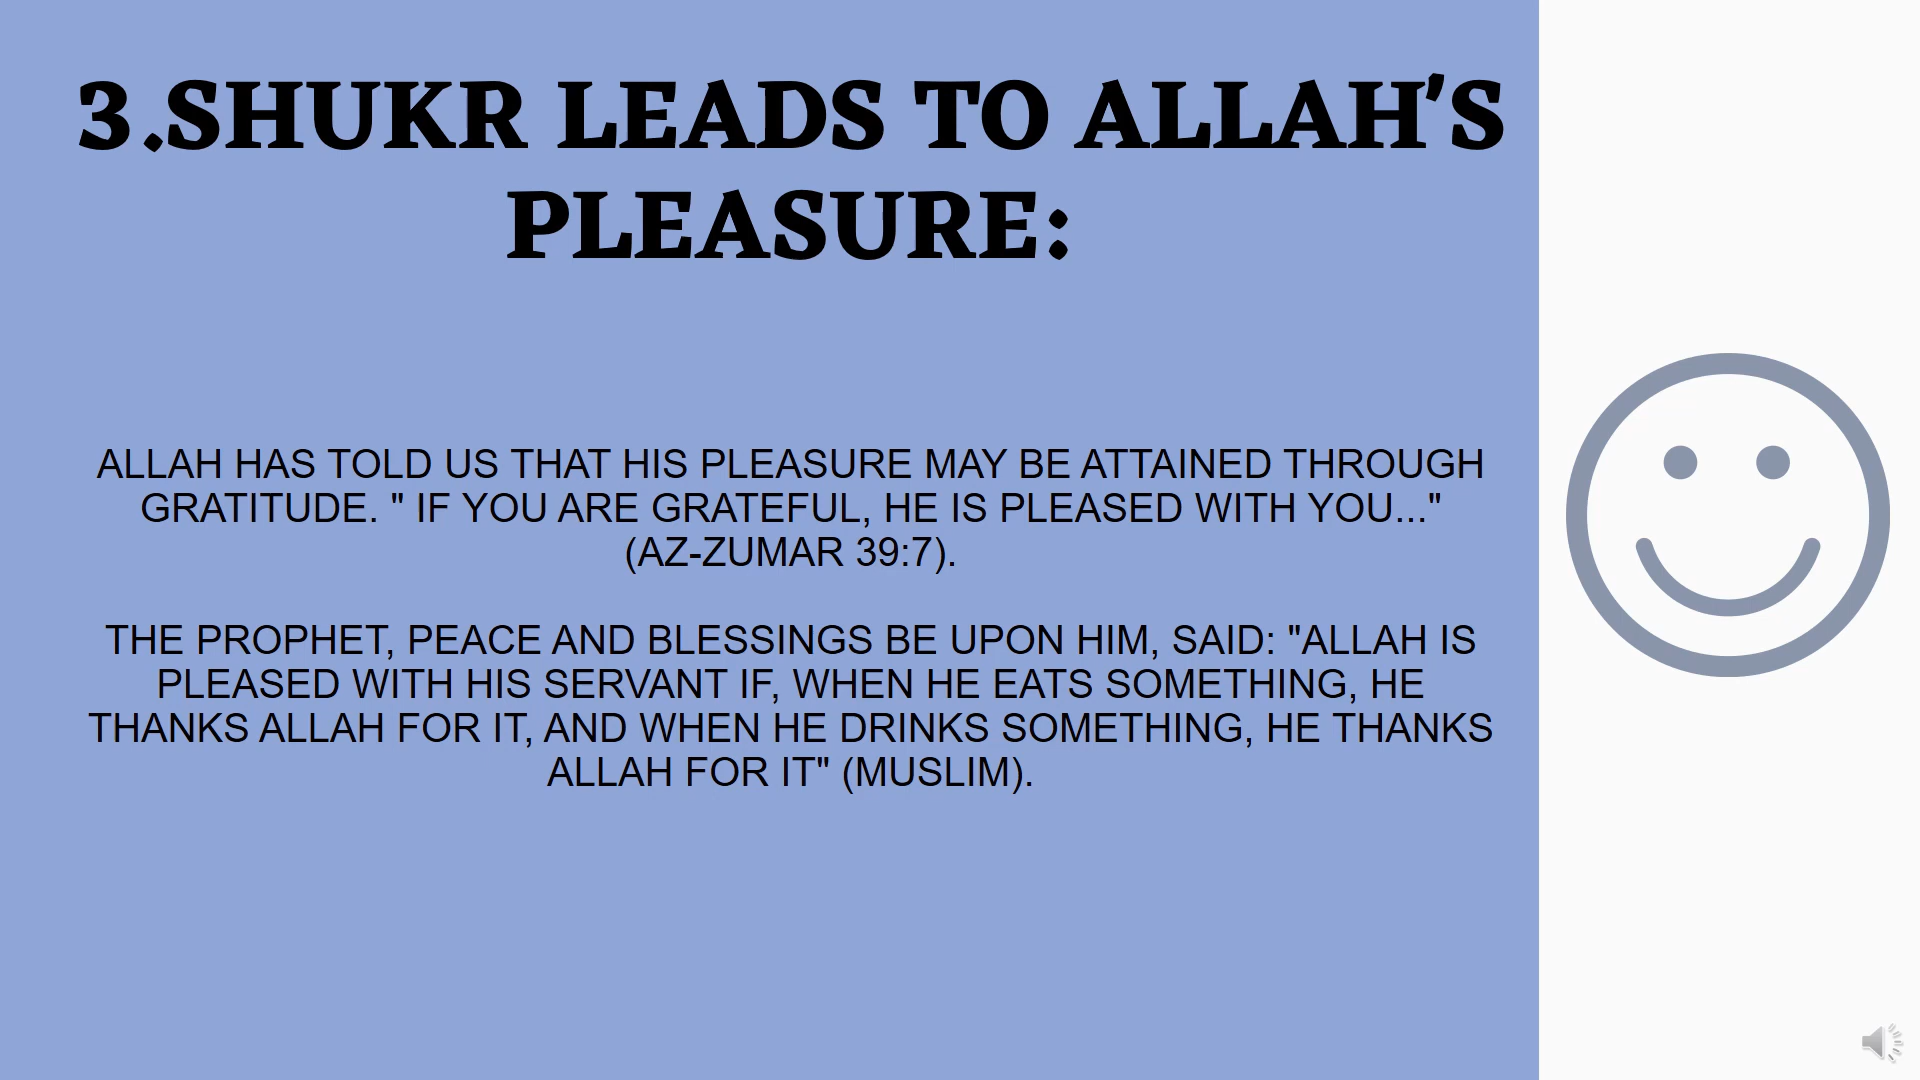 3.SHUKR LEADS TO ALLAH'S
PLEASURE:
ALLAH HAS TOLD US THAT HIS PLEASURE MAY BE ATTAINED THROUGH
GRATITUDE. " IF YOU ARE GRATEFUL, HE IS PLEASED WITH YOU..."
(AZ-ZUMAR 39:7).
THE PROPHET, PEACE AND BLESSINGS BE UPON HIM, SAID: "ALLAH IS
PLEASED WITH HIS SERVANT IF, WHEN HE EATS SOMETHING, HE
THANKS ALLAH FOR IT, AND WHEN HE DRINKS SOMETHING, HE THANKS
ALLAH FOR IT" (MUSLIM).